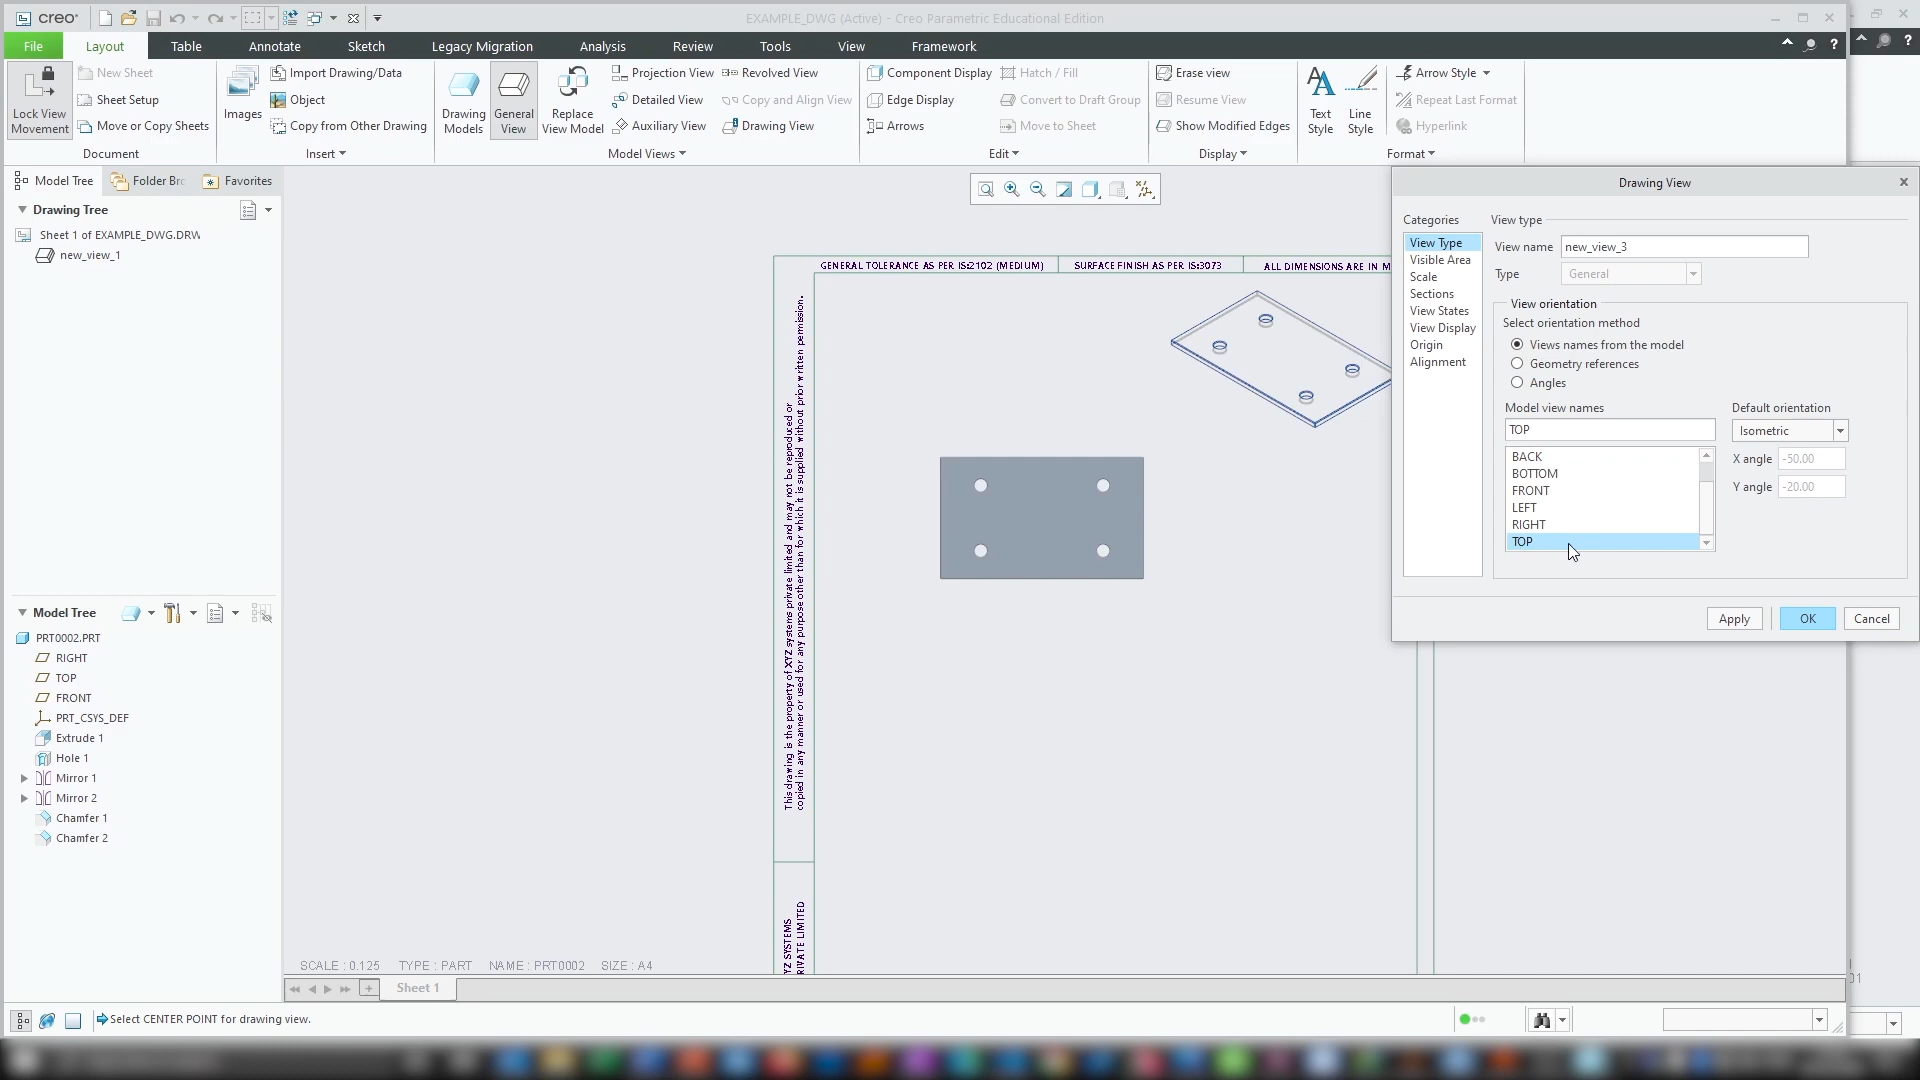 creo
EXAMPLE_DWG (Active) - Creo Parametric Educational Edition
File Layout Table Annotate Sketch Legacy Migration Analysis Review Tools View Framework
Lock View Movement
New Sheet
Sheet Setup
Move or Copy Sheets
Document
Images
Import Drawing/Data
Object
Copy from Other Drawing
Insert
Drawing Models
General View
Replace View Model
Projection View
Detailed View
Auxiliary View
Revolved View
Copy and Align View
Drawing View
Model Views
Component Display
Edge Display
Arrows
Hatch / Fill
Convert to Draft Group
Move to Sheet
Edit
Erase view
Resume View
Show Modified Edges
Display
Text Style
Line Style
Arrow Style
Repeat Last Format
Hyperlink
Format
Model Tree Folder Brc Favorites
Drawing Tree
Sheet 1 of EXAMPLE_DWG.DRW
new_view_1
Model Tree
PRT0002.PRT
RIGHT
TOP
FRONT
PRT_CSYS_DEF
Extrude 1
Hole 1
Mirror 1
Mirror 2
Chamfer 1
Chamfer 2
GENERAL TOLERANCE AS PER IS:2102 (MEDIUM) SURFACE FINISH AS PER IS:3073 ALL DIMENSIONS ARE IN M
This drawing is the property of XYZ systems private limited and may not be reproduced or
copied in any manner or used for any purpose other than for which it is supplied without prior written permission.
YZ SYSTEMS
RIVATE LIMITED
Drawing View
Categories
View Type
Visible Area
Scale
Sections
View States
View Display
Origin
Alignment
View type
View name new_view_3
Type General
View orientation
Select orientation method
Views names from the model
Geometry references
Angles
Model view names
TOP
BACK
BOTTOM
FRONT
LEFT
RIGHT
TOP
Default orientation
Isometric
X angle -50.00
Y angle -20.00
Apply OK Cancel
SCALE : 0.125 TYPE : PART NAME : PRT0002 SIZE : A4
Sheet 1
Select CENTER POINT for drawing view.